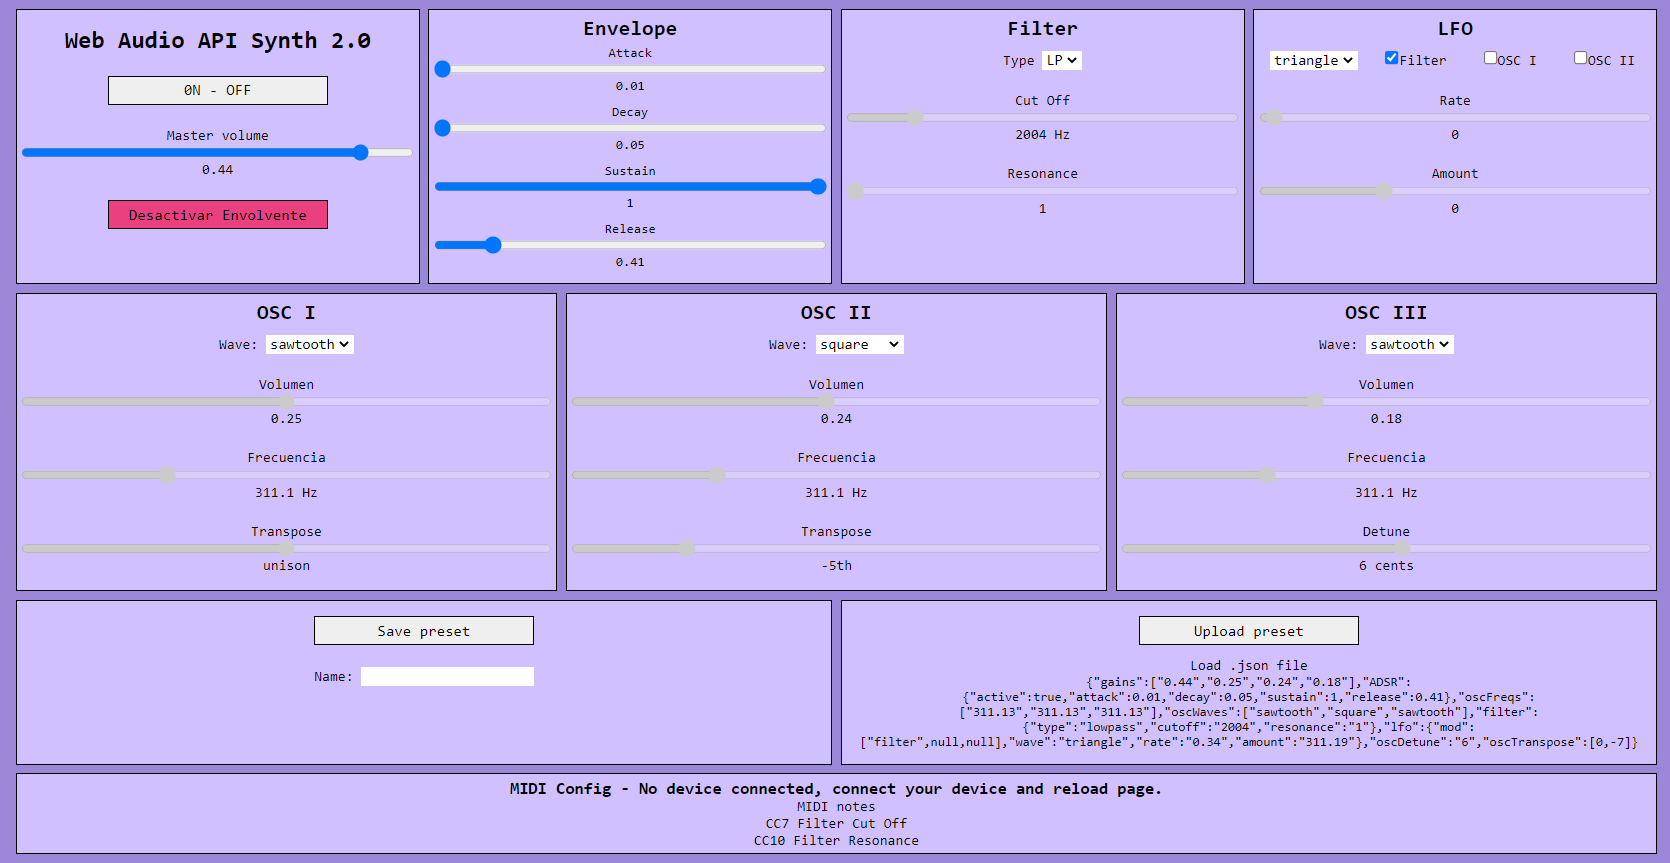 Web Audio API Synth 2.0
0N - OFF
Master volume
0.44
Desactivar Envolvente
Envelope
Attack
0.01
Decay
0.05
Sustain
1
Release
0.41
Filter
Type LP
Cut Off
2004 Hz
Resonance
1
LFO
triangle Filter OSC I OSC II
Rate
0
Amount
0
OSC I
Wave: sawtooth
Volumen
0.25
Frecuencia
311.1 Hz
Transpose
unison
OSC II
Wave: square
Volumen
0.24
Frecuencia
311.1 Hz
Transpose
-5th
OSC III
Wave: sawtooth
Volumen
0.18
Frecuencia
311.1 Hz
Detune
6 cents
Save preset
Name:
Upload preset
Load .json file
{"gains":["0.44","0.25","0.24","0.18"],"ADSR":
{"active":true,"attack":0.01,"decay":0.05,"sustain":1,"release":0.41},"oscFreqs":
["311.13","311.13","311.13"],"oscWaves":["sawtooth","square","sawtooth"],"filter":
{"type":"lowpass","cutoff":"2004","resonance":"1"},"lfo":{"mod":
["filter",null,null],"wave":"triangle","rate":"0.34","amount":"311.19"},"oscDetune":"6","oscTranspose":[0,-7]}
MIDI Config - No device connected, connect your device and reload page.
MIDI notes
CC7 Filter Cut Off
CC10 Filter Resonance